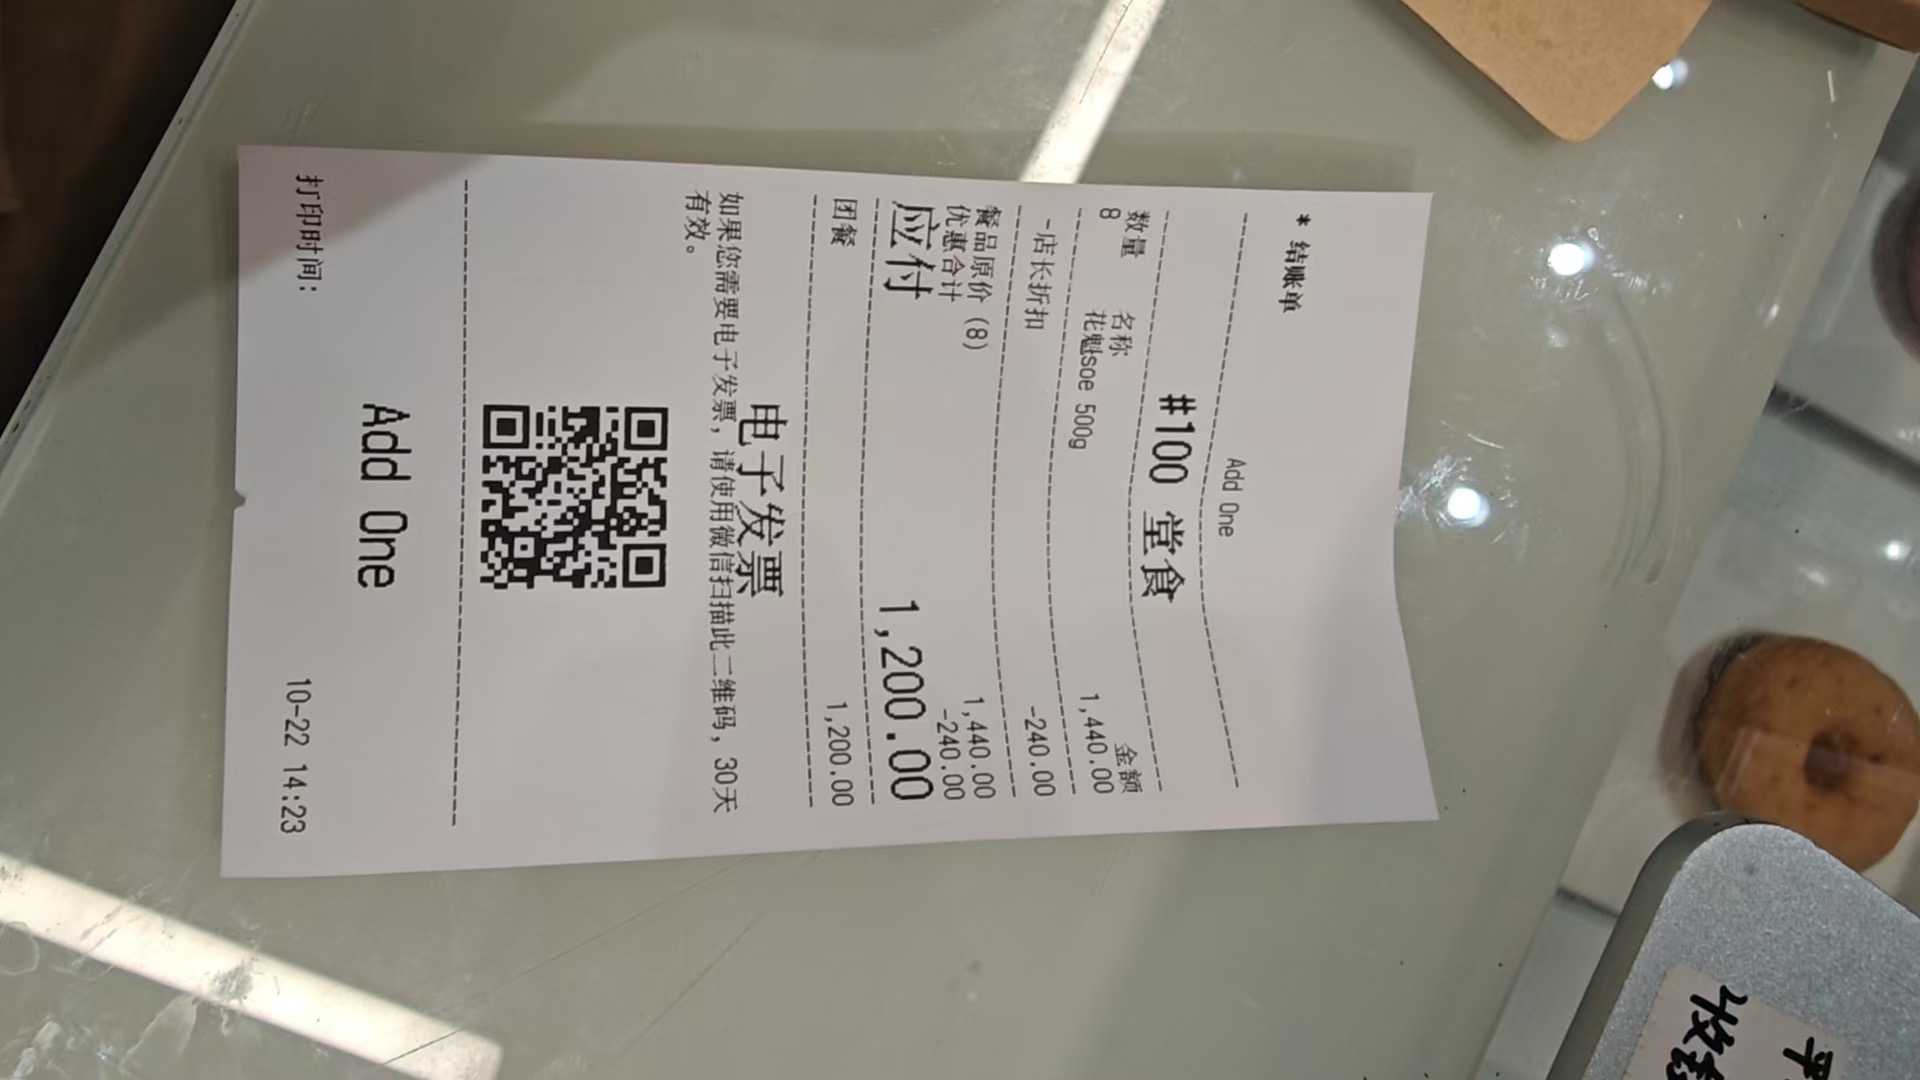 * 结账单
Add One
#100 堂食
数量 名称 金额
8 花魁soe 500g 1,440.00
-店长折扣 -240.00
餐品原价(8) 1,440.00
优惠合计 -240.00
应付 1,200.00
团餐 1,200.00
电子发票
如果您需要电子发票,请使用微信扫描此二维码,30天
有效。
Add One
打印时间: 10-22 14:23